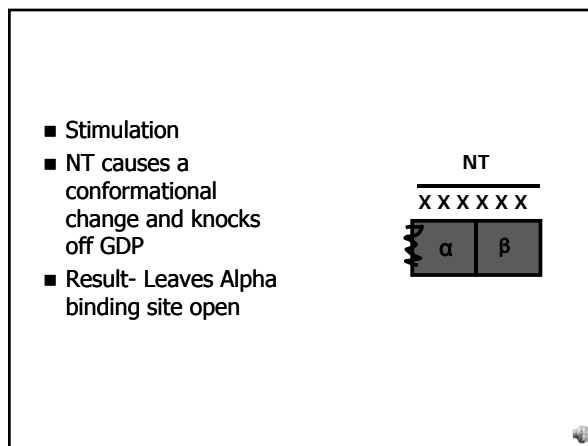 ■ Stimulation
■ NT causes a
conformational
change and knocks
off GDP
■ Result- Leaves Alpha
binding site open
NT
X X X X X X
α β